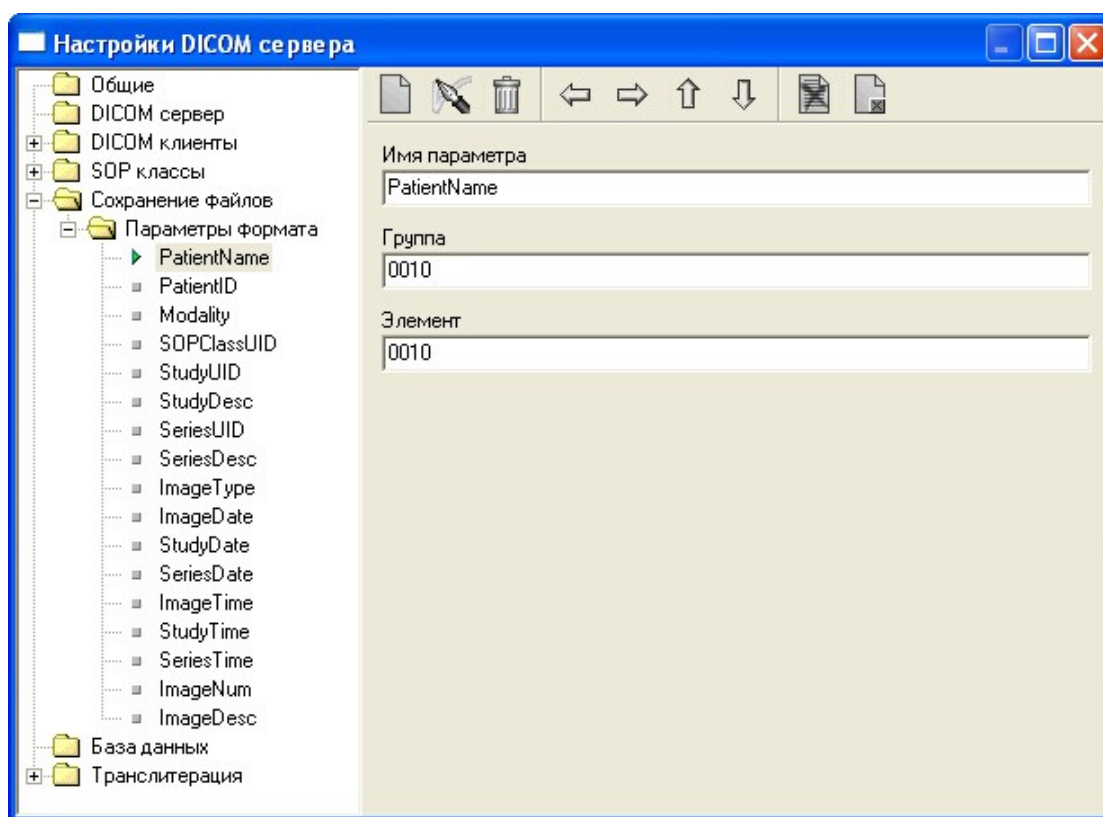 Настройки DICOM сервера
Общие
DICOM сервер
DICOM клиенты
SOP классы
Сохранение файлов
Параметры формата
PatientName
PatientID
Modality
SOPClassUID
StudyUID
StudyDesc
SeriesUID
SeriesDesc
ImageType
ImageDate
StudyDate
SeriesDate
ImageTime
StudyTime
SeriesTime
ImageNum
ImageDesc
База данных
Транслитерация
Имя параметра
PatientName
Группа
0010
Элемент
0010